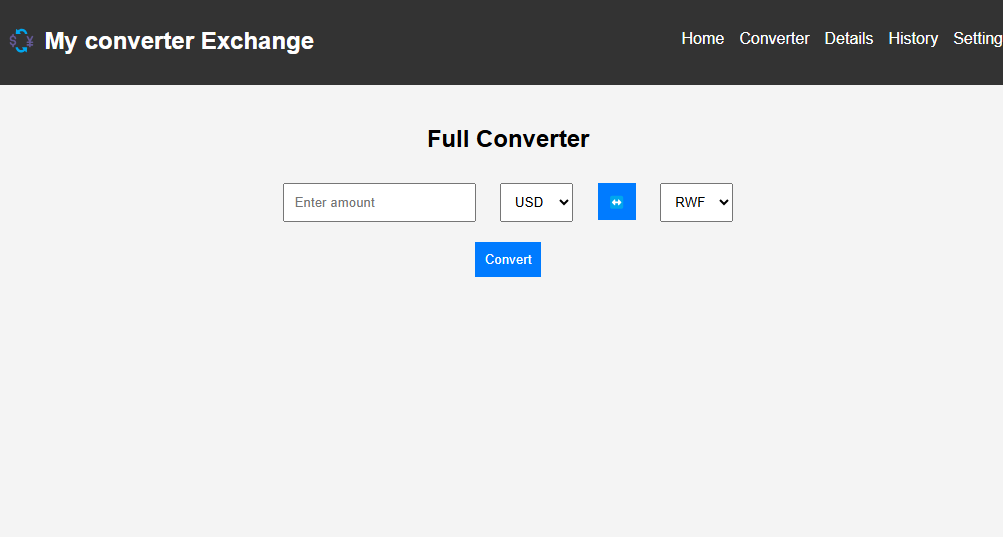 My converter Exchange
Home Converter Details History Setting
Full Converter
Enter amount USD ↔ RWF
Convert